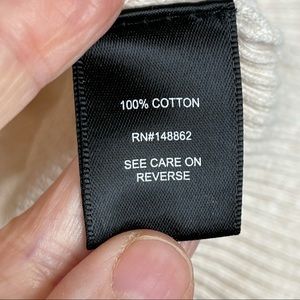 100% COTTON
RN#148862
SEE CARE ON
REVERSE